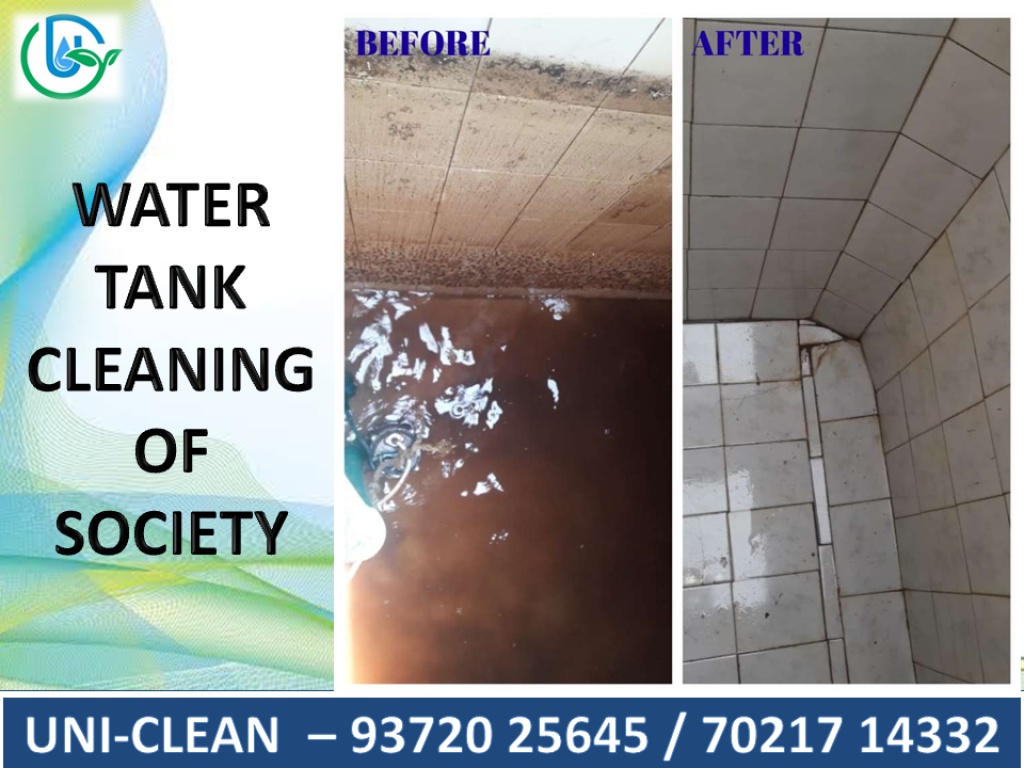 WATER
TANK
CLEANING
OF
SOCIETY
BEFORE
AFTER
UNI-CLEAN – 93720 25645 / 70217 14332